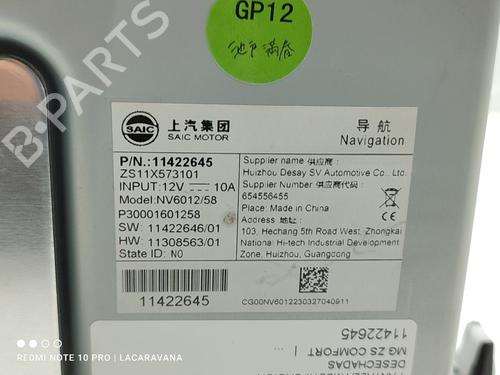 GP12
SAIC
上汽集团
SAIC MOTOR
导航
Navigation
P/N.:11422645
ZS11X573101
INPUT:12V 10A
Model:NV6012/58
P30001601258
SW: 11422646/01
HW: 11308563/01
State ID: N0
11422645
Supplier name 供应商:
Huizhou Desay SV Automotive Co., Ltd.
Supplier Number 供应商代码:
654556455
Place: Made in China
Address:
103, Hechang 5th Road West, Zhongkai
National Hi-tech Industrial Development
Zone, Huizhou, Guangdong
CG00NV6012230327040911
11422645
MG ZS COMFORT |
DESECHADAS
B-PARTS
REDMI NOTE 10 PRO | LACARAVANA